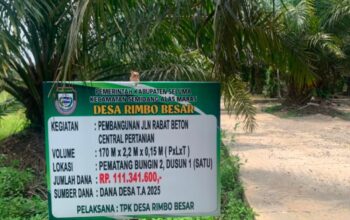 PEMERINTAH KABUPATEN SELUMA
KECAMATAN SEMIDANG ALAS MARAS
DESA RIMBO BESAR
KEGIATAN : PEMBANGUNAN JLN RABAT BETON
CENTRAL PERTANIAN
VOLUME : 170 M x 2,2 M x 0,15 M ( PxLxT )
LOKASI : PEMATANG BUNGIN 2, DUSUN 1 (SATU)
JUMLAH DANA : RP. 111.341.600,-
SUMBER DANA : DANA DESA T.A 2025
PELAKSANA : TPK DESA RIMBO BESAR